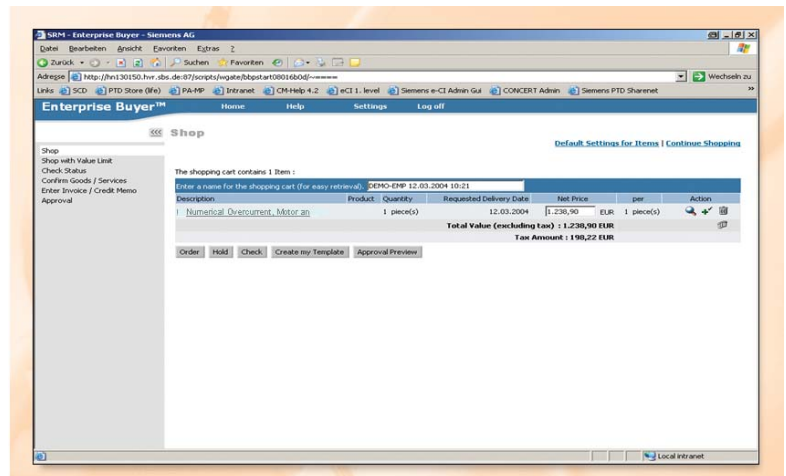 SRM - Enterprise Buyer - Siemens AG
Datei Bearbeiten Ansicht Favoriten Extras ?
Zurück Suchen Favoriten
Adresse http://hn130150.hvr.sbs.de:87/scripts/wgate/bbpstart08016b0d/~==== Wechseln zu
Links SCD PTD Store (life) PA-MP Intranet CM-Help 4.2 eCI 1. level Siemens e-CI Admin Gui CONCERT Admin Siemens PTD Sharenet »
Enterprise Buyer™ Home Help Settings Log off
<<< Shop
Default Settings for Items | Continue Shopping
Shop
Shop with Value Limit
Check Status
Confirm Goods / Services
Enter Invoice / Credit Memo
Approval
The shopping cart contains 1 Item :
Enter a name for the shopping cart (for easy retrieval). DEMO-EMP 12.03.2004 10:21
Description Product Quantity Requested Delivery Date Net Price per Action
Numerical Overcurrent, Motor an 1 piece(s) 12.03.2004 1.238,90 EUR 1 piece(s)
Total Value (excluding tax) : 1.238,90 EUR
Tax Amount : 198,22 EUR
Order Hold Check Create my Template Approval Preview
Local intranet